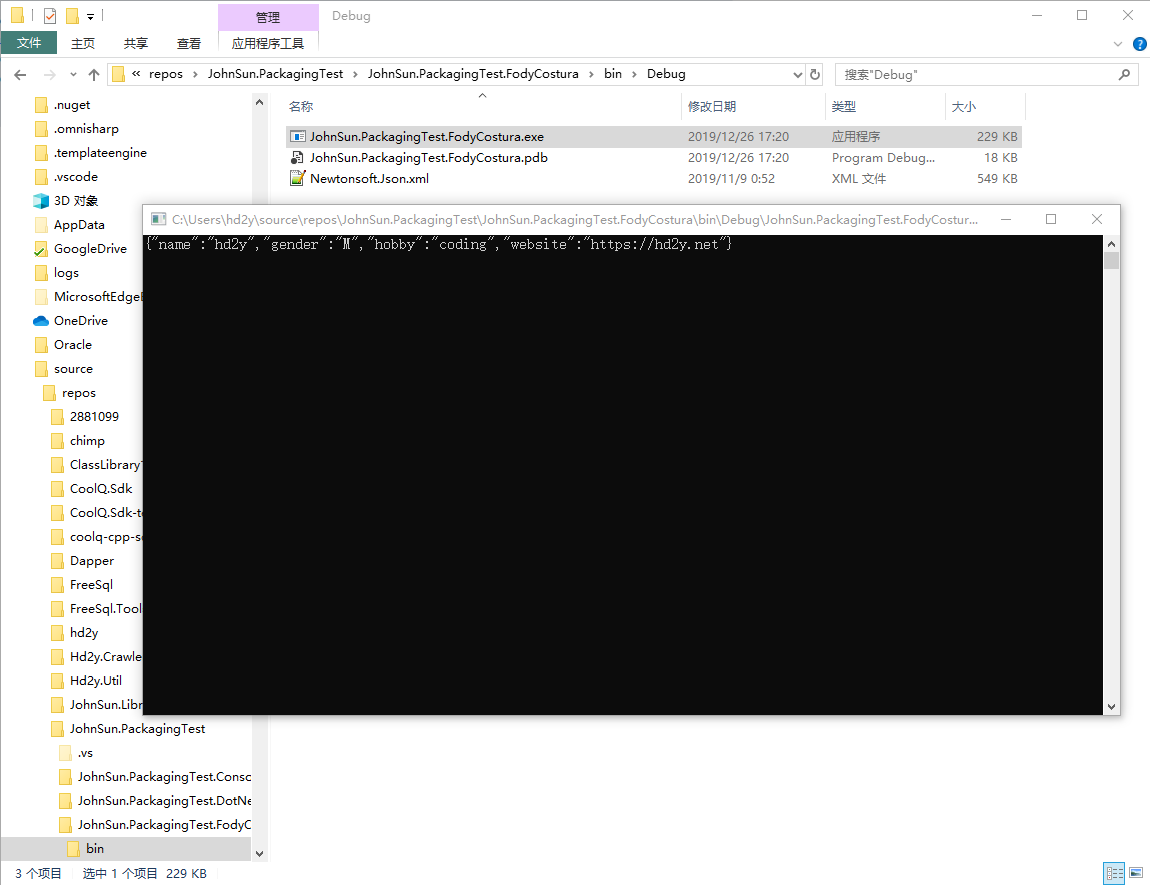 管理
Debug
文件
主页
共享
查看
应用程序工具
« repos › JohnSun.PackagingTest › JohnSun.PackagingTest.FodyCostura › bin › Debug
搜索"Debug"
.nuget
.omnisharp
.templateengine
.vscode
3D 对象
AppData
GoogleDrive
logs
MicrosoftEdgeB
OneDrive
Oracle
source
repos
2881099
chimp
ClassLibrary
CoolQ.Sdk
CoolQ.Sdk-t
coolq-cpp-s
Dapper
FreeSql
FreeSql.Tool
hd2y
Hd2y.Crawle
Hd2y.Util
JohnSun.Libr
JohnSun.PackagingTest
.vs
JohnSun.PackagingTest.Consc
JohnSun.PackagingTest.DotNe
JohnSun.PackagingTest.FodyC
bin
名称 修改日期 类型 大小
JohnSun.PackagingTest.FodyCostura.exe 2019/12/26 17:20 应用程序 229 KB
JohnSun.PackagingTest.FodyCostura.pdb 2019/12/26 17:20 Program Debug... 18 KB
Newtonsoft.Json.xml 2019/11/9 0:52 XML 文件 549 KB
C:\Users\hd2y\source\repos\JohnSun.PackagingTest\JohnSun.PackagingTest.FodyCostura\bin\Debug\JohnSun.PackagingTest.FodyCostur...
{"name":"hd2y","gender":"M","hobby":"coding","website":"https://hd2y.net"}
3 个项目 选中 1 个项目 229 KB